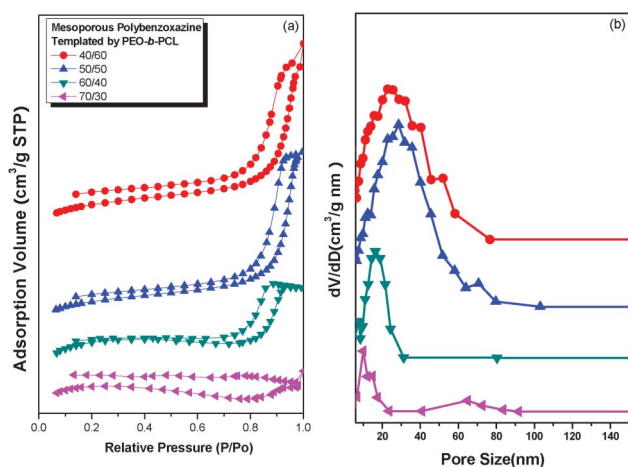 (a)
Mesoporous Polybenzoxazine
Templated by PEO-b-PCL
40/60
50/50
60/40
70/30
Adsorption Volume (cm³/g STP)
0.0 0.2 0.4 0.6 0.8 1.0
Relative Pressure (P/Po)
(b)
dV/dD(cm³/g nm)
20 40 60 80 100 120 140
Pore Size(nm)